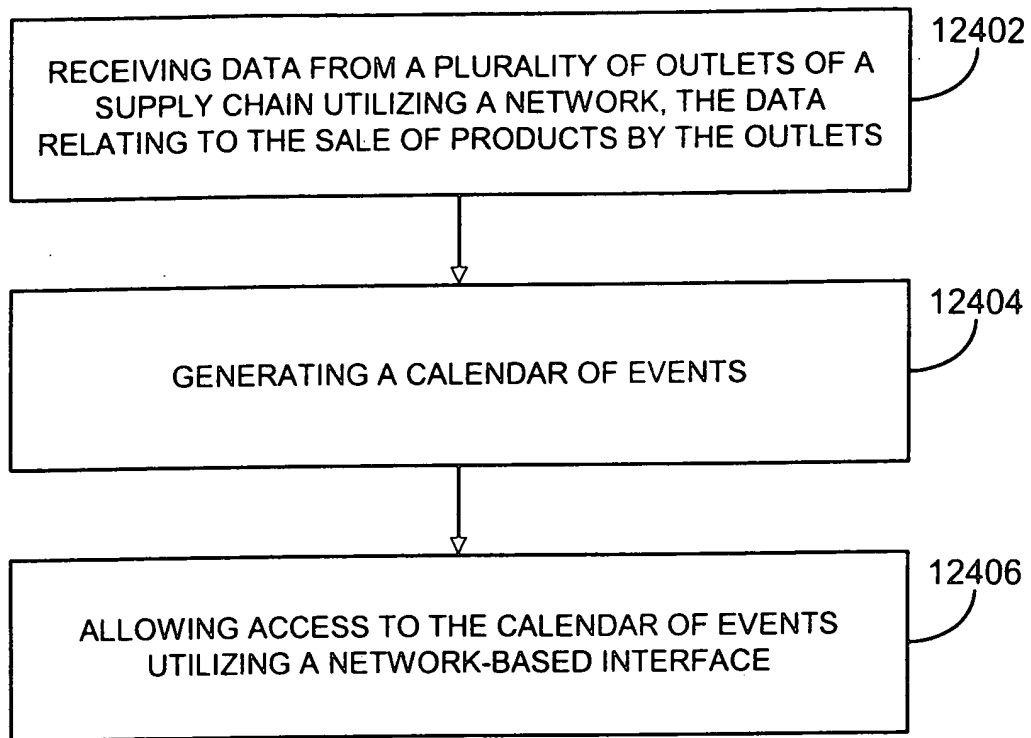 12402
RECEIVING DATA FROM A PLURALITY OF OUTLETS OF A
SUPPLY CHAIN UTILIZING A NETWORK, THE DATA
RELATING TO THE SALE OF PRODUCTS BY THE OUTLETS
12404
GENERATING A CALENDAR OF EVENTS
12406
ALLOWING ACCESS TO THE CALENDAR OF EVENTS
UTILIZING A NETWORK-BASED INTERFACE